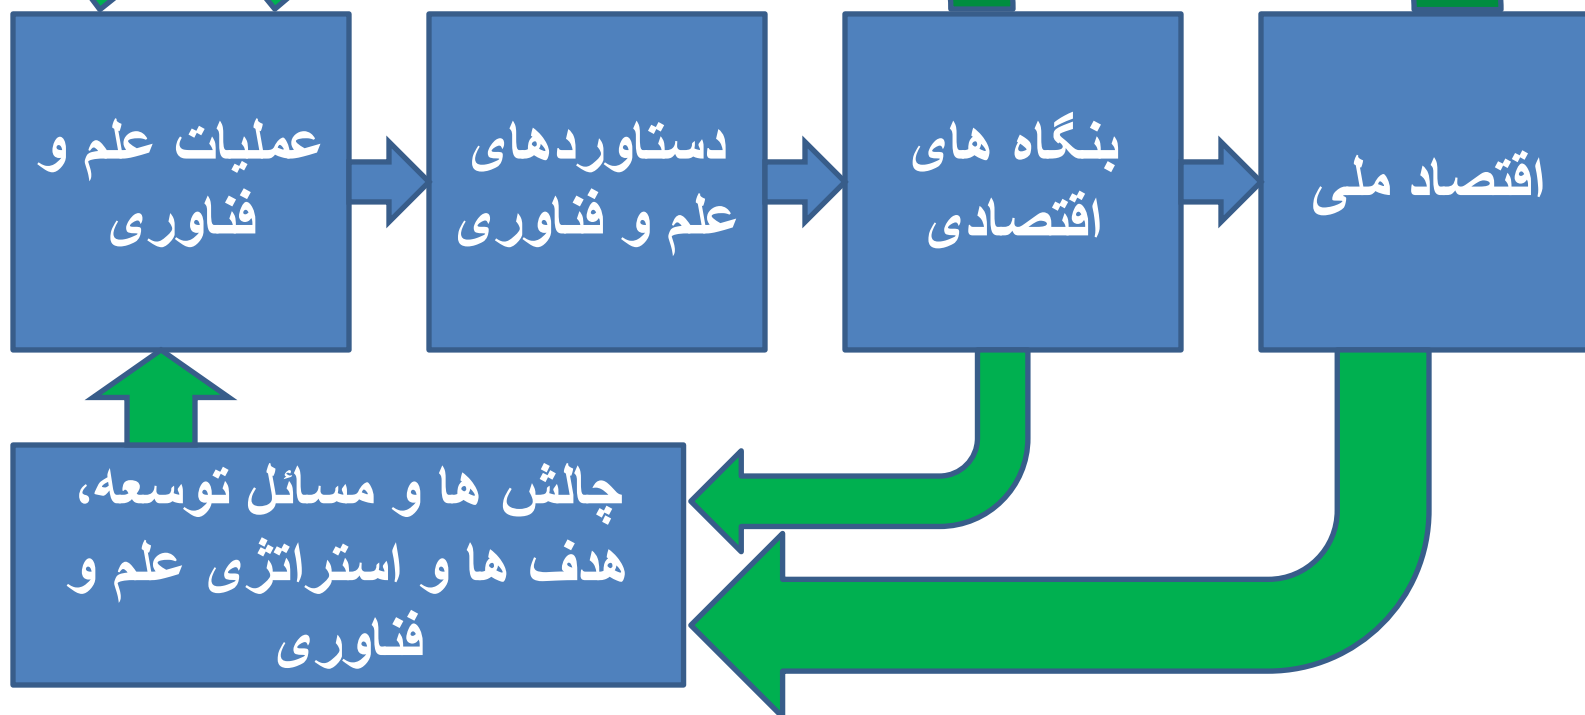 عملیات علم و
فناوری
دستاوردهای
علم و فناوری
بنگاه های
اقتصادی
اقتصاد ملی
چالش ها و مسائل توسعه،
هدف ها و استراتژی علم و
فناوری